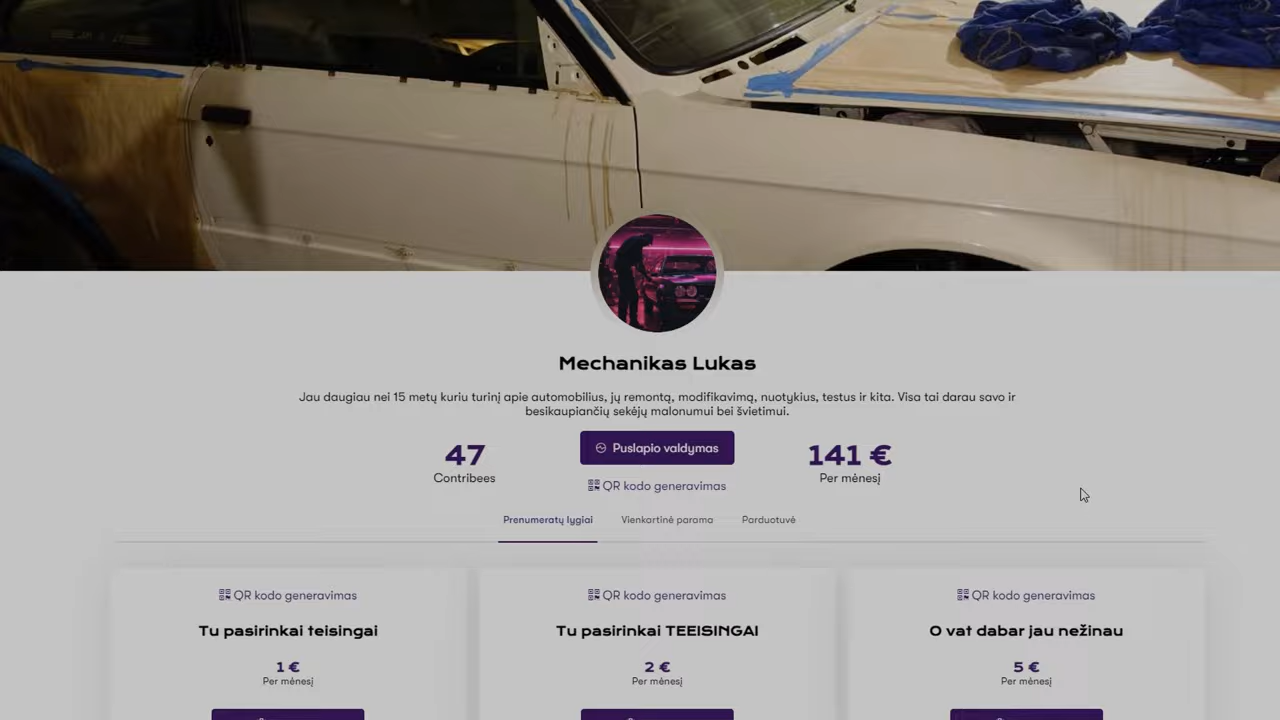 Mechanikas Lukas
Jau daugiau nei 15 metų kuriu turinį apie automobilius, jų remontą, modifikavimą, nuotykius, testus ir kita. Visa tai darau savo ir
besikaupiančių sekėjų malonumui bei švietimui.
47
Contribees
Puslapio valdymas
QR kodo generavimas
141 €
Per mėnesį
Prenumeratų lygiai
Vienkartinė parama
Parduotuvė
QR kodo generavimas
Tu pasirinkai teisingai
1 €
Per mėnesį
QR kodo generavimas
Tu pasirinkai TEEISINGAI
2 €
Per mėnesį
QR kodo generavimas
O vat dabar jau nežinau
5 €
Per mėnesį